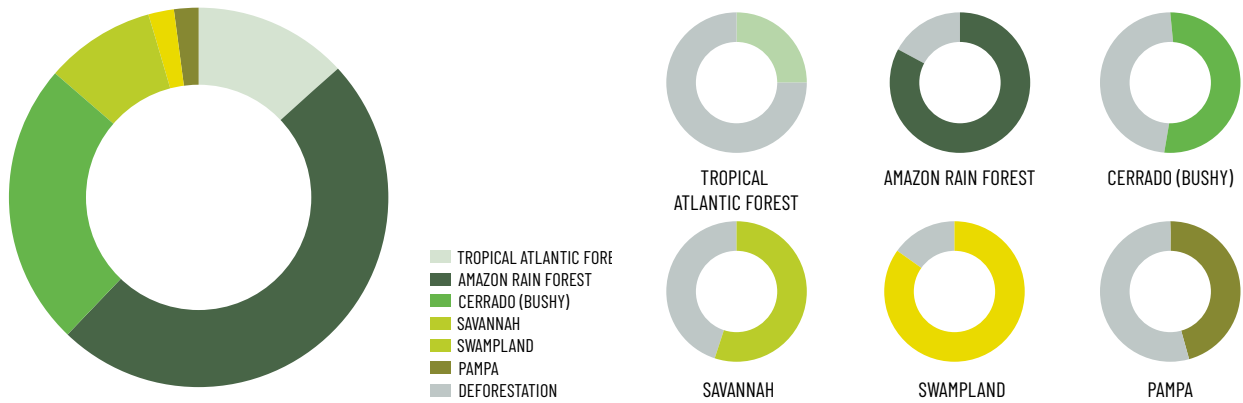 TROPICAL ATLANTIC FORE
AMAZON RAIN FOREST
CERRADO (BUSHY)
SAVANNAH
SWAMPLAND
PAMPA
DEFORESTATION
TROPICAL
ATLANTIC FOREST
AMAZON RAIN FOREST
CERRADO (BUSHY)
SAVANNAH
SWAMPLAND
PAMPA